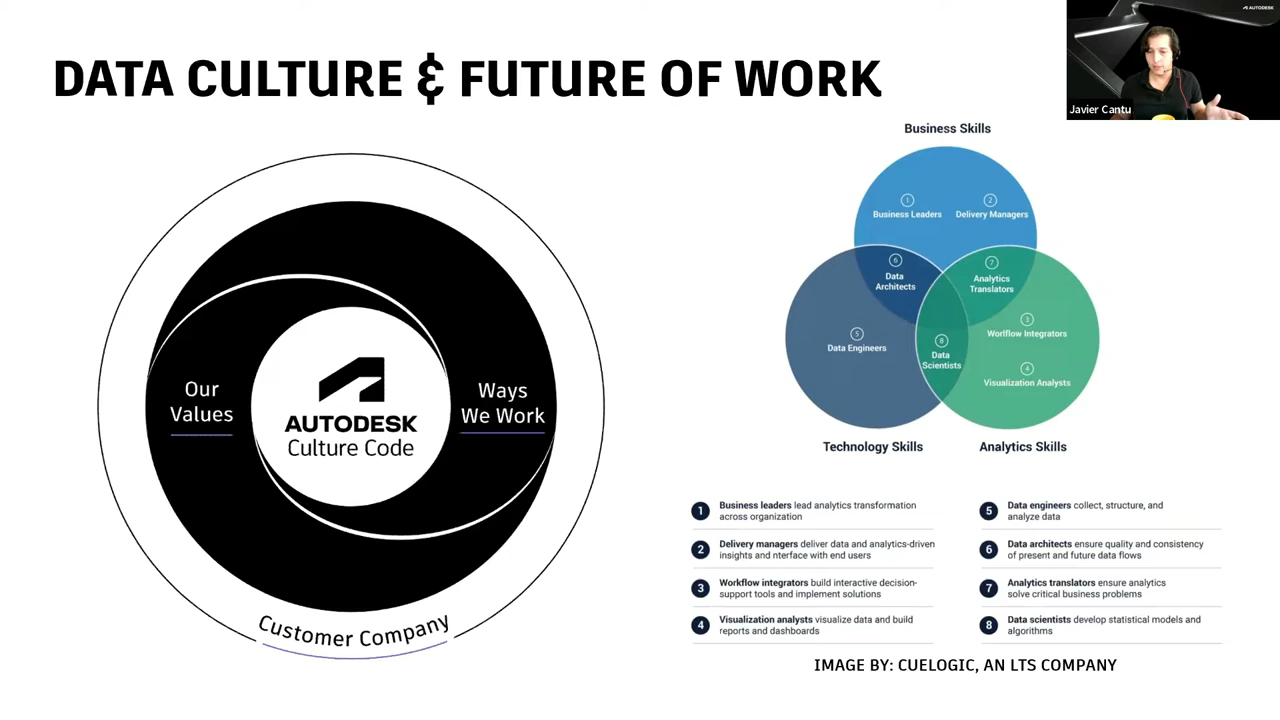 DATA CULTURE & FUTURE OF WORK
AUTODESK
Javier Cantu
Our
Values
AUTODESK
Culture Code
Ways
We Work
Customer Company
Business Skills
1
Business Leaders
2
Delivery Managers
6
Data
Architects
7
Analytics
Translators
5
Data Engineers
8
Data
Scientists
3
Worlflow Integrators
4
Visualization Analysts
Technology Skills
Analytics Skills
1 Business leaders lead analytics transformation
across organization
2 Delivery managers deliver data and analytics-driven
insights and nterface with end users
3 Workflow integrators build interactive decision-
support tools and implement solutions
4 Visualization analysts visualize data and build
reports and dashboards
5 Data engineers collect, structure, and
analyze data
6 Data architects ensure quality and consistency
of present and future data flows
7 Analytics translators ensure analytics
solve critical business problems
8 Data scientists develop statistical models and
algorithms
IMAGE BY: CUELOGIC, AN LTS COMPANY